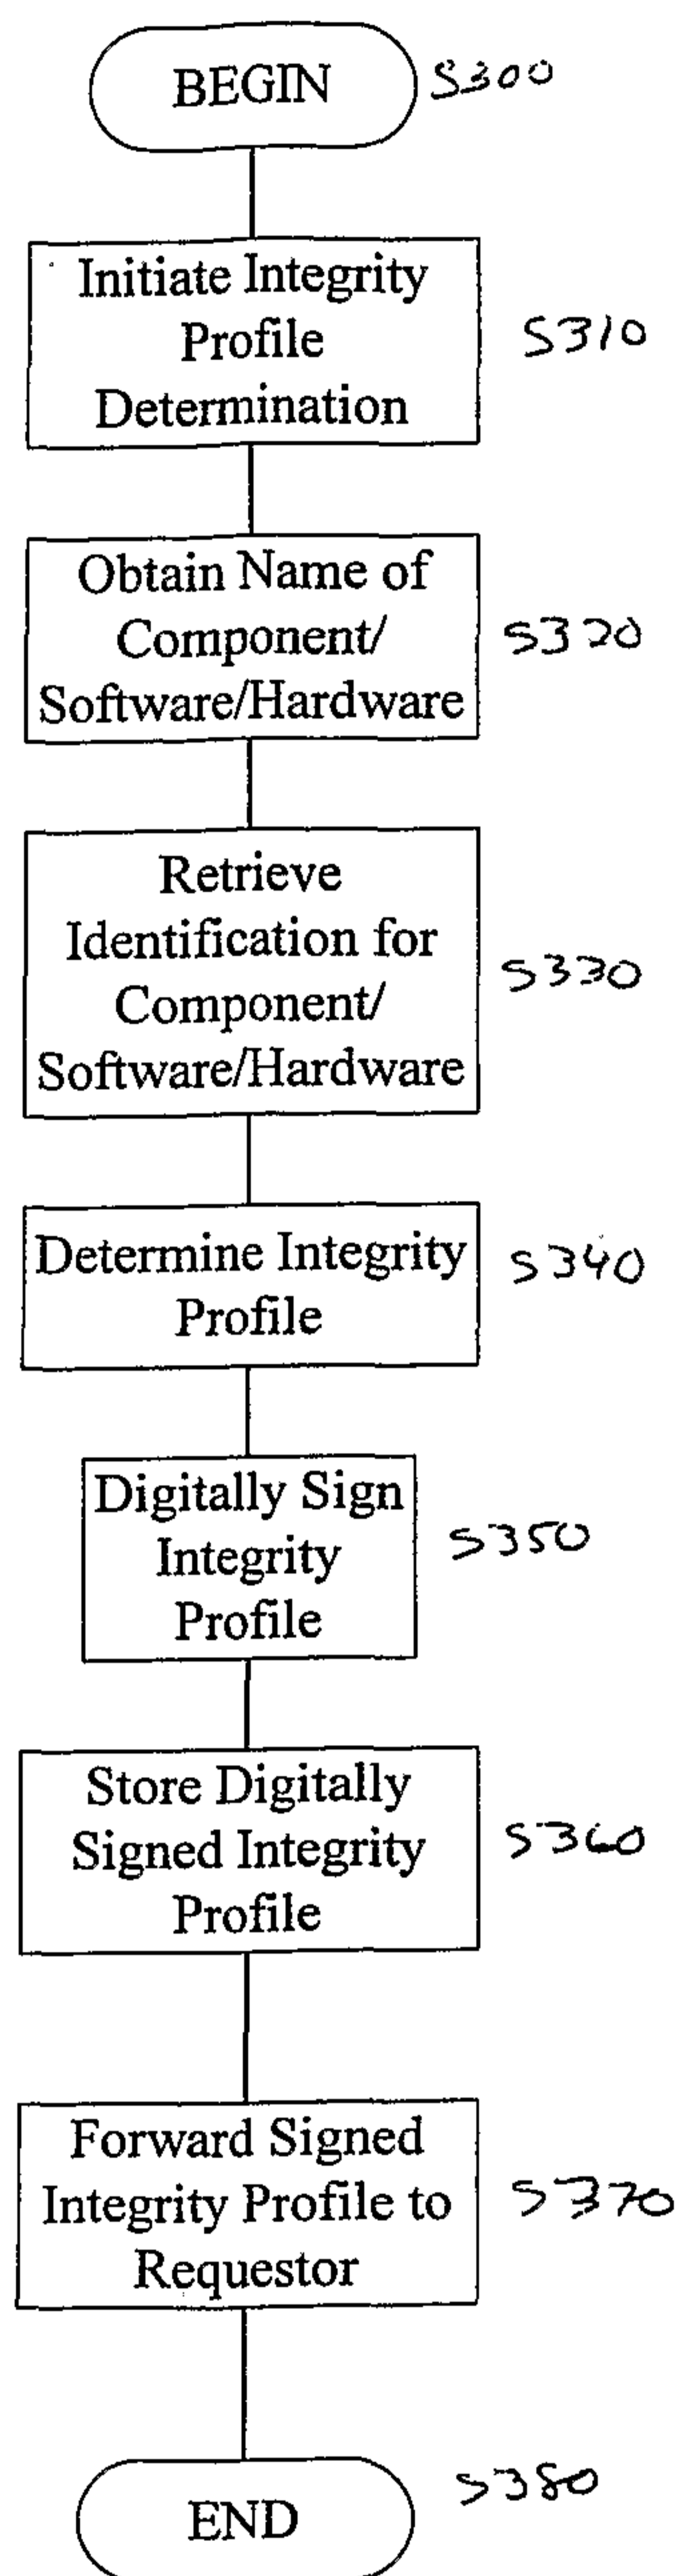 BEGIN S300
Initiate Integrity
Profile S310
Determination
Obtain Name of
Component/ S320
Software/Hardware
Retrieve
Identification for
Component/ S330
Software/Hardware
Determine Integrity S340
Profile
Digitally Sign
Integrity S350
Profile
Store Digitally
Signed Integrity S360
Profile
Forward Signed
Integrity Profile to S370
Requestor
END S380